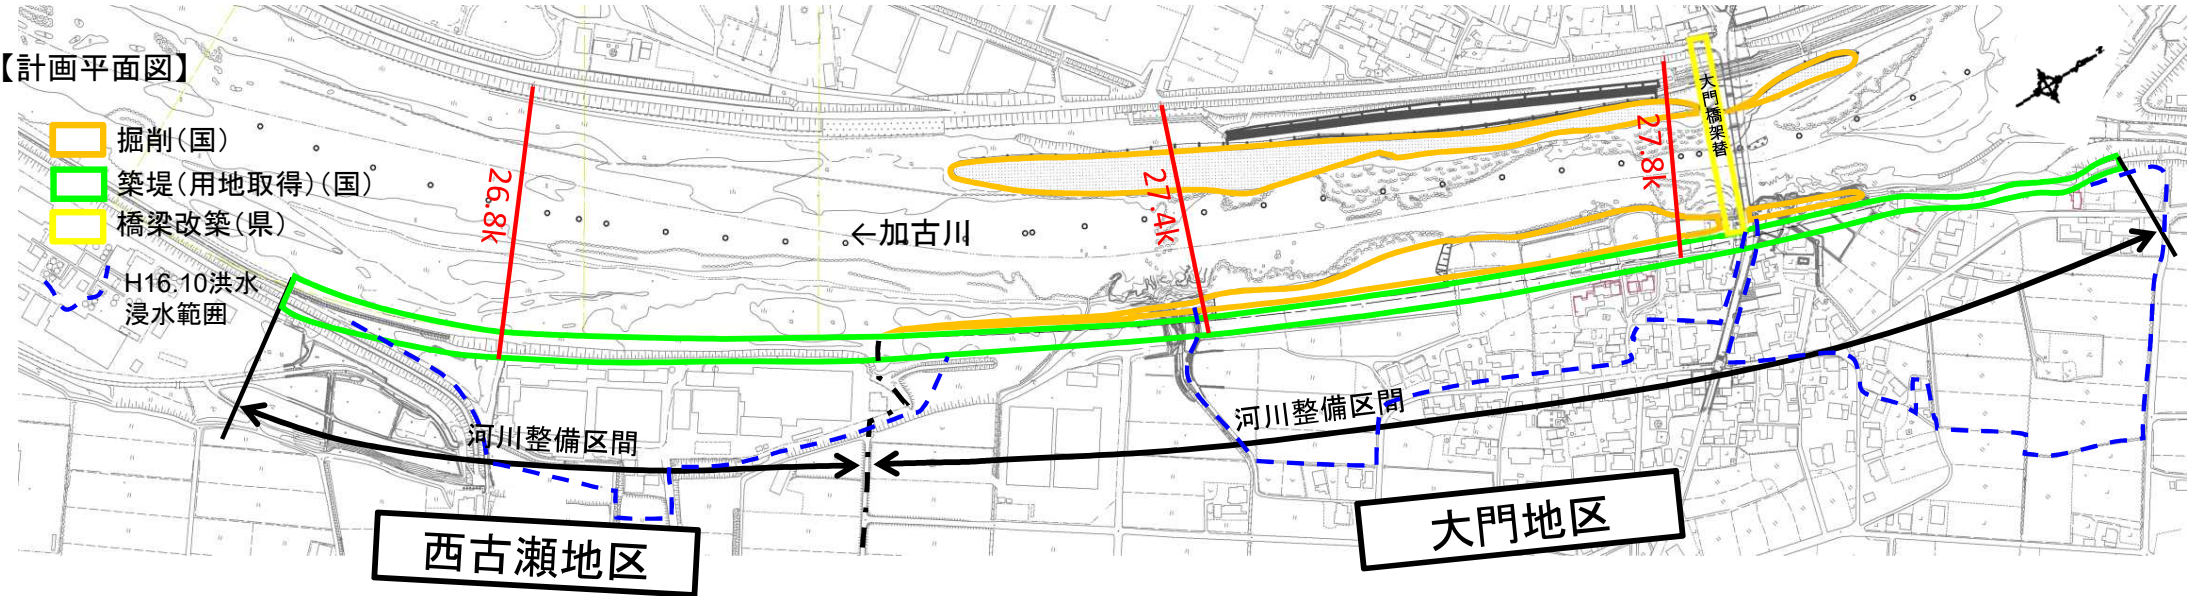 【計画平面図】
掘削(国)
築堤(用地取得)(国)
橋梁改築(県)
H16.10洪水
浸水範囲
26.8k
←加古川
27.4k
27.8k
大門橋架替
河川整備区間
河川整備区間
西古瀬地区
大門地区